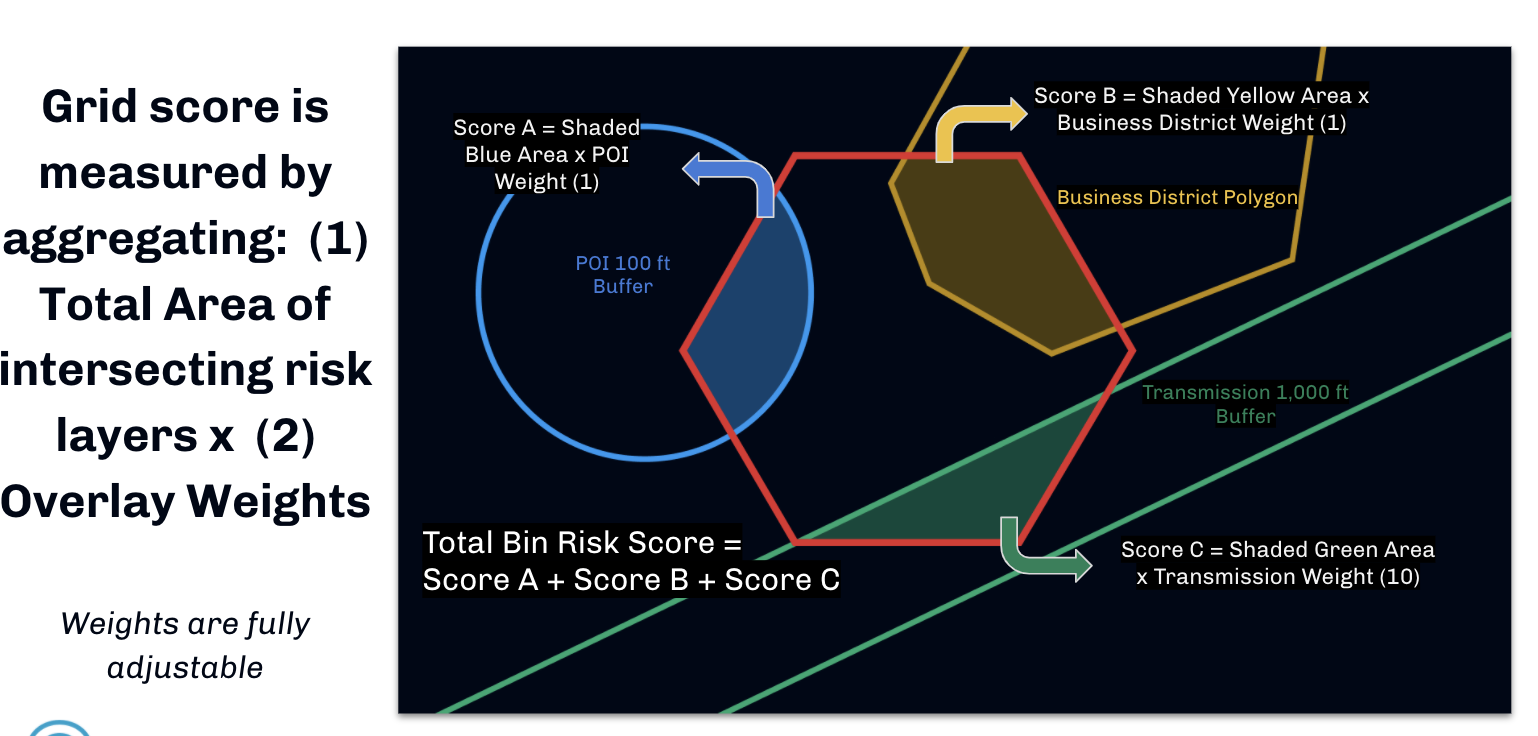 Grid score is
measured by
aggregating: (1)
Total Area of
intersecting risk
layers x (2)
Overlay Weights
Weights are fully
adjustable
Score A = Shaded
Blue Area x POI
Weight (1)
POI 100 ft
Buffer
Score B = Shaded Yellow Area x
Business District Weight (1)
Business District Polygon
Transmission 1,000 ft
Buffer
Total Bin Risk Score =
Score A + Score B + Score C
Score C = Shaded Green Area
x Transmission Weight (10)